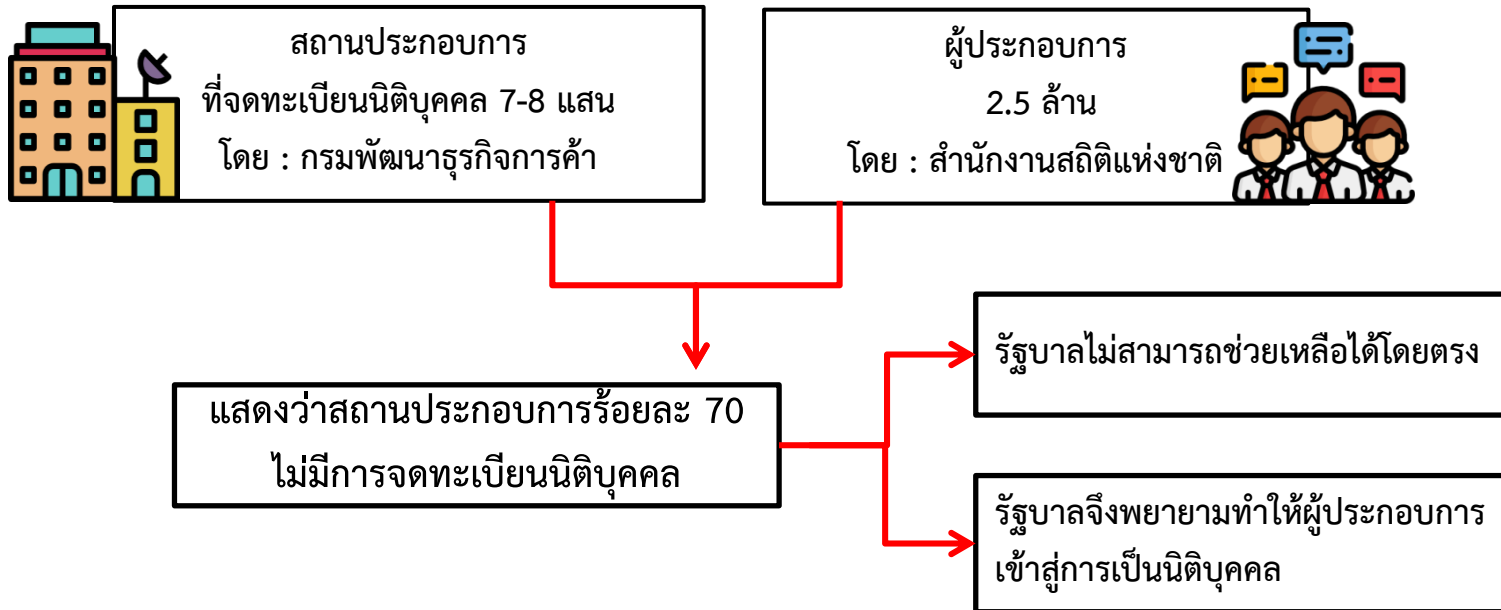 สถานประกอบการ
ที่จดทะเบียนนิติบุคคล 7-8 แสน
โดย : กรมพัฒนาธุรกิจการค้า
ผู้ประกอบการ
2.5 ล้าน
โดย : สำนักงานสถิติแห่งชาติ
แสดงว่าสถานประกอบการร้อยละ 70
ไม่มีการจดทะเบียนนิติบุคคล
รัฐบาลไม่สามารถช่วยเหลือได้โดยตรง
รัฐบาลจึงพยายามทำให้ผู้ประกอบการ
เข้าสู่การเป็นนิติบุคคล